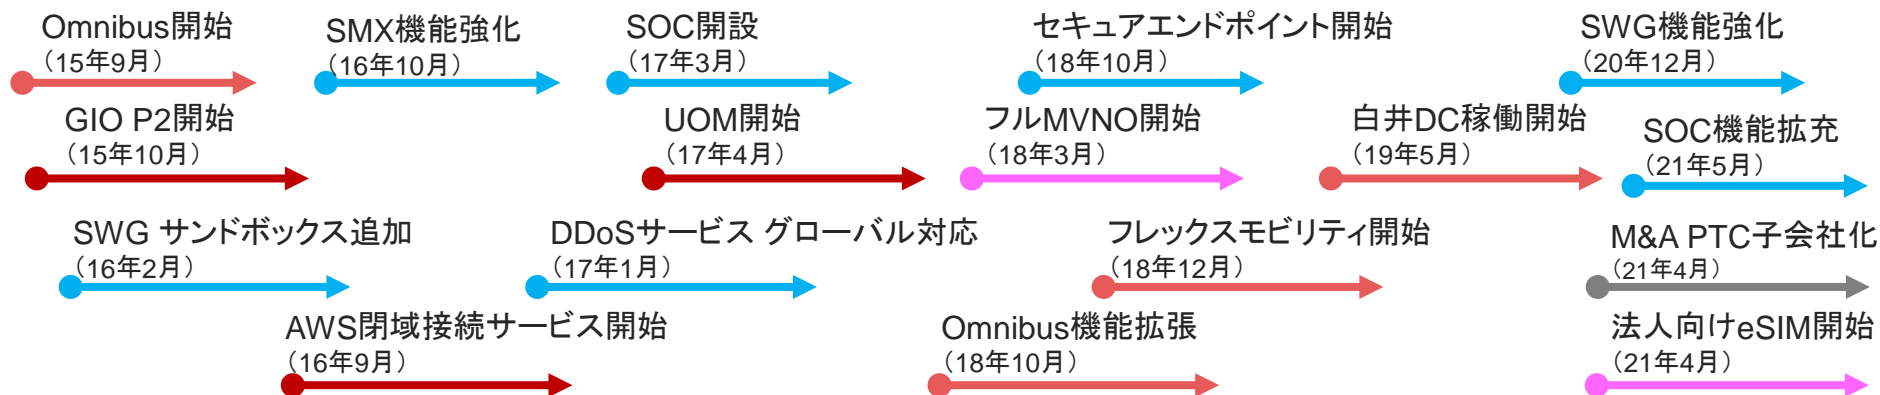 Omnibus開始
（15年9月）
SMX機能強化
（16年10月）
SOC開設
（17年3月）
セキュアエンドポイント開始
（18年10月）
SWG機能強化
（20年12月）
GIO P2開始
（15年10月）
UOM開始
（17年4月）
フルMVNO開始
（18年3月）
白井DC稼働開始
（19年5月）
SOC機能拡充
（21年5月）
SWG サンドボックス追加
（16年2月）
DDoSサービス グローバル対応
（17年1月）
フレックスモビリティ開始
（18年12月）
M&A PTC子会社化
（21年4月）
AWS閉域接続サービス開始
（16年9月）
Omnibus機能拡張
（18年10月）
法人向けeSIM開始
（21年4月）